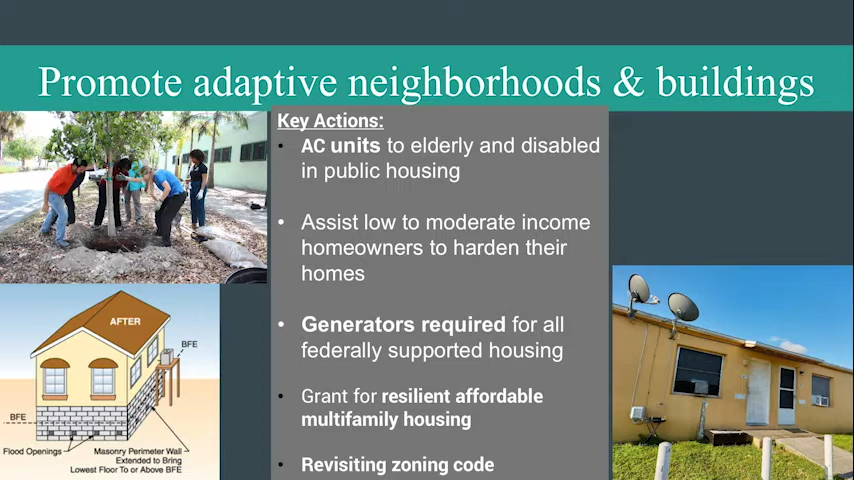 Promote adaptive neighborhoods & buildings
Key Actions:
• AC units to elderly and disabled
in public housing
• Assist low to moderate income
homeowners to harden their
homes
• Generators required for all
federally supported housing
• Grant for resilient affordable
multifamily housing
• Revisiting zoning code
AFTER
BFE
BFE
Flood Openings
Masonry Perimeter Wall
Extended to Bring
Lowest Floor To or Above BFE